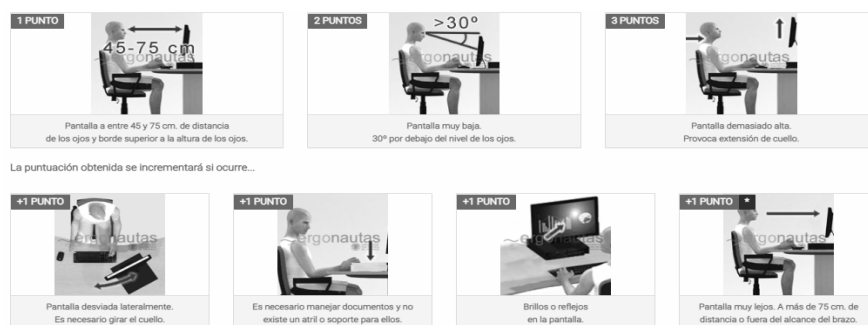 1 PUNTO
45-75 cm
ergonautas
Pantalla a entre 45 y 75 cm. de distancia
de los ojos y borde superior a la altura de los ojos.
2 PUNTOS
>30º
ergonautas
Pantalla muy baja.
30º por debajo del nivel de los ojos.
3 PUNTOS
ergonautas
Pantalla demasiado alta.
Provoca extensión de cuello.
La puntuación obtenida se incrementará si ocurre...
+1 PUNTO
ergonautas
Pantalla desviada lateralmente.
Es necesario girar el cuello.
+1 PUNTO
ergonautas
Es necesario manejar documentos y no
existe un atril o soporte para ellos.
+1 PUNTO
ergonautas
Brillos o reflejos
en la pantalla.
+1 PUNTO *
ergonautas
Pantalla muy lejos. A más de 75 cm. de
distancia o fuera del alcance del brazo.